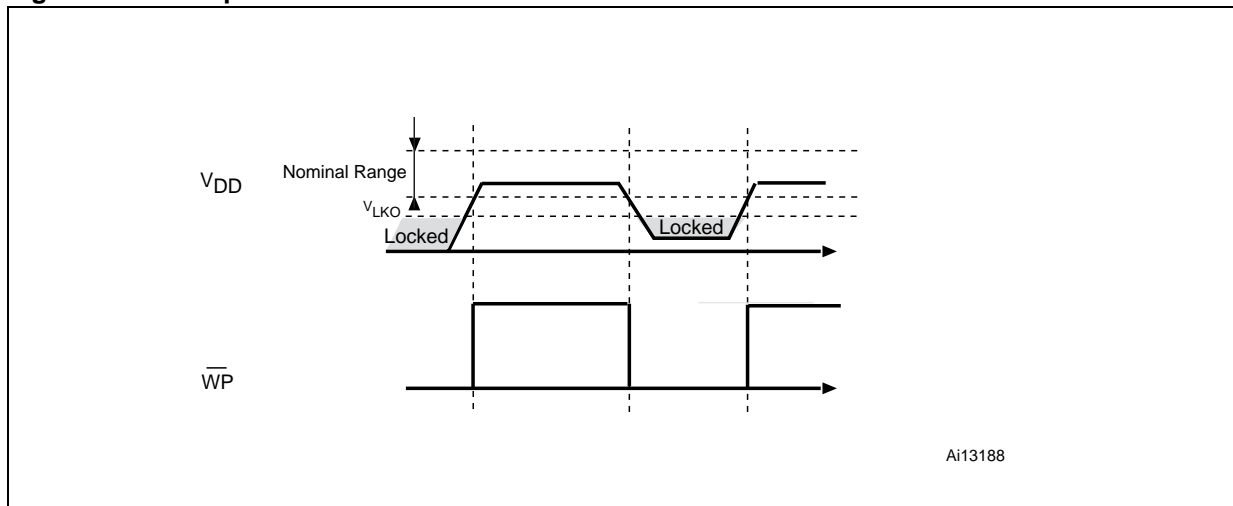 Nominal Range
VDD
VLKO
Locked
Locked
WP
Ai13188